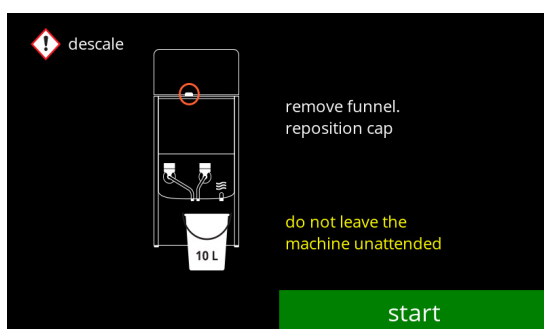 descale
remove funnel.
reposition cap
do not leave the
machine unattended
10 L
start